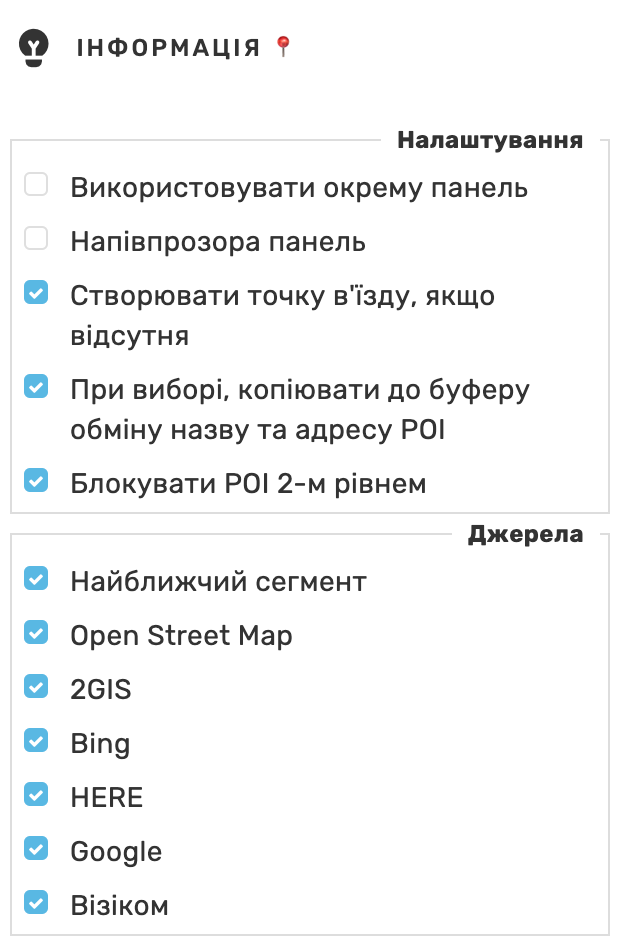 ІНФОРМАЦІЯ 📍
Налаштування
Використовувати окрему панель
Напівпрозора панель
Створювати точку в'їзду, якщо
відсутня
При виборі, копіювати до буферу
обміну назву та адресу POI
Блокувати POI 2-м рівнем
Джерела
Найближчий сегмент
Open Street Map
2GIS
Bing
HERE
Google
Візіком